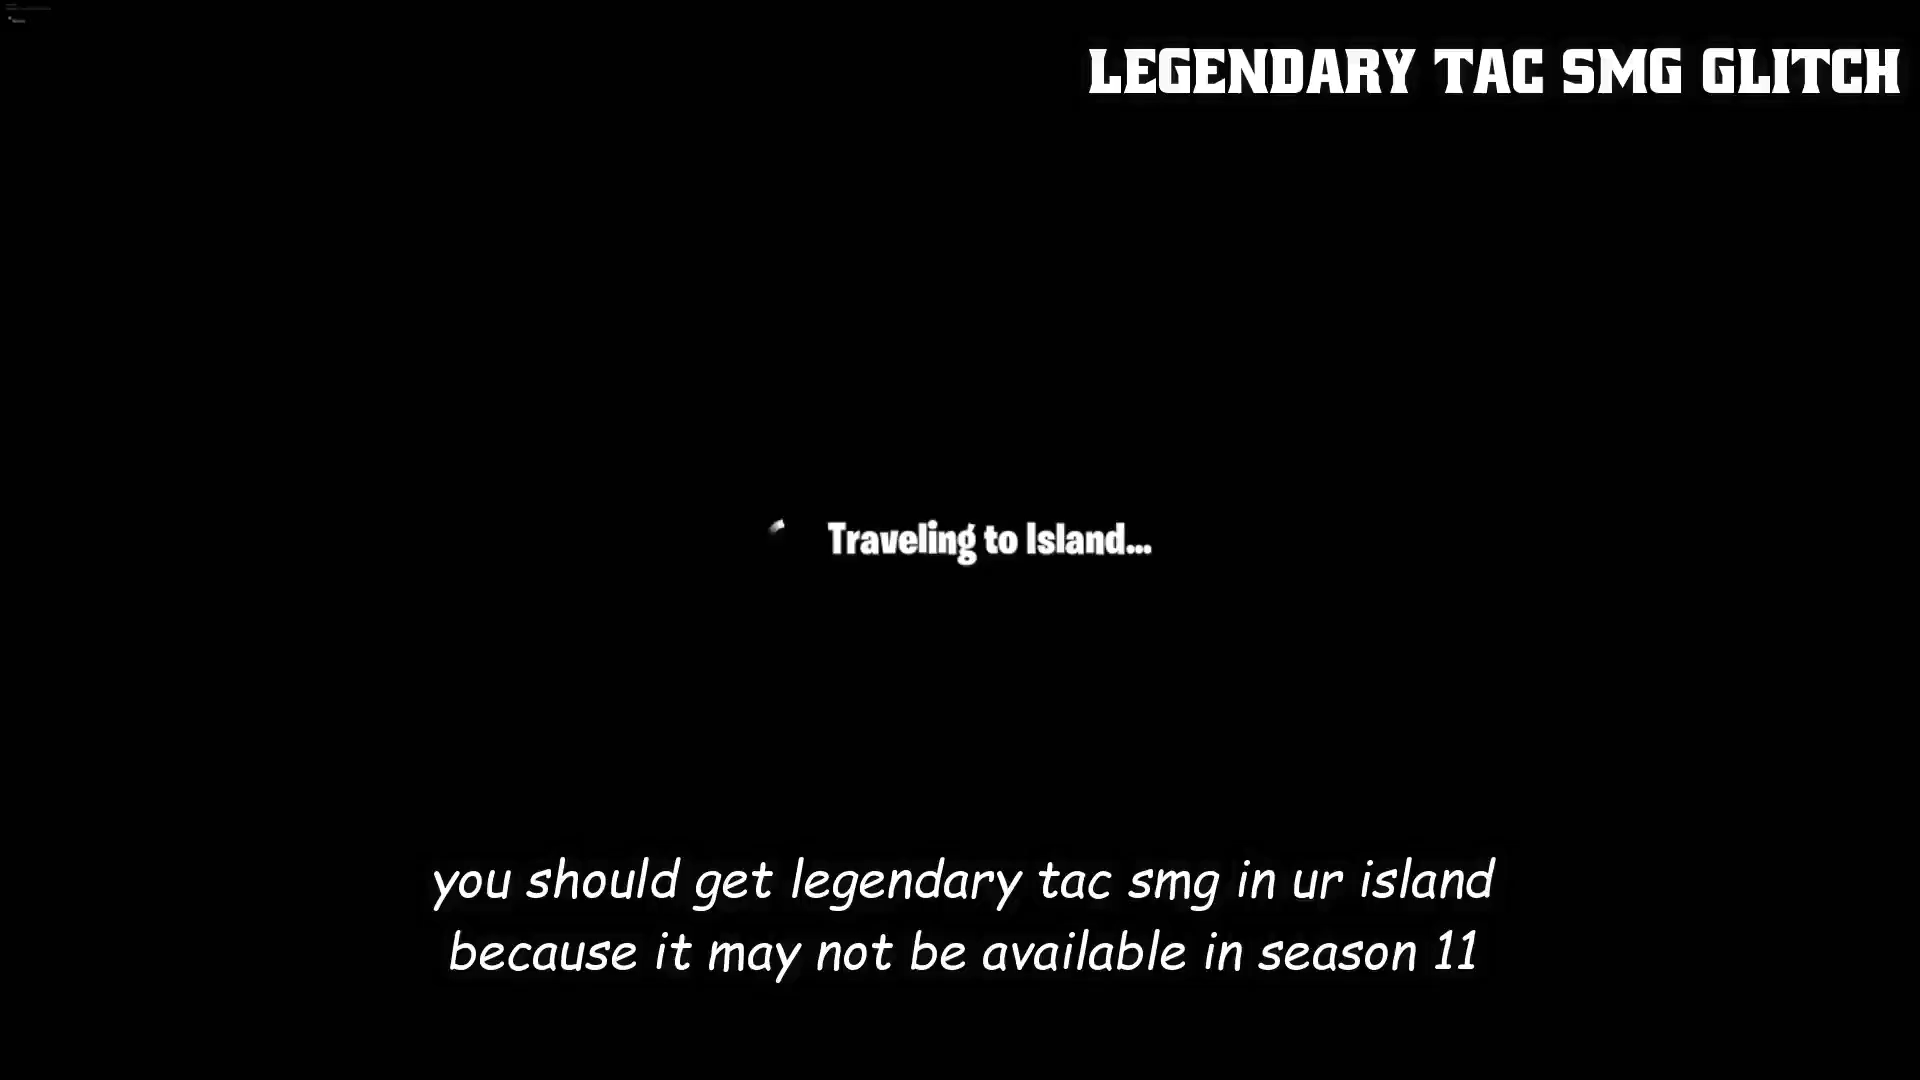 LEGENDARY TAC SMG GLITCH
Traveling to Island...
you should get legendary tac smg in ur island
because it may not be available in season 11